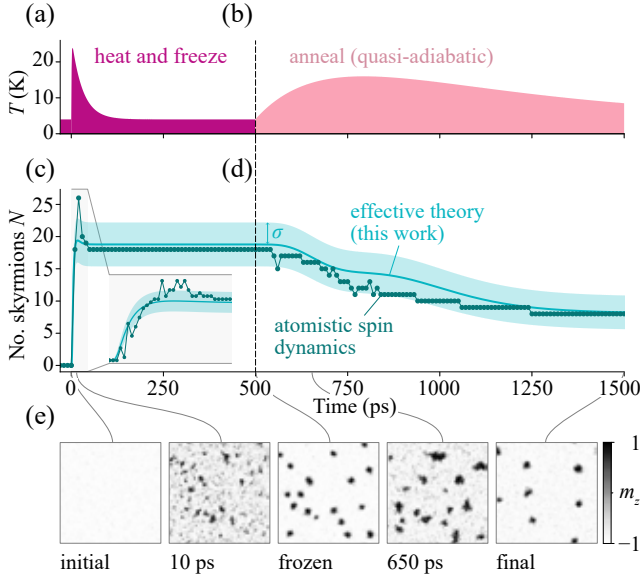 (a)
(b)
heat and freeze
anneal (quasi-adiabatic)
T (K)
20
10
0
(c)
(d)
No. skyrmions N
25
20
15
10
5
0
σ
effective theory
(this work)
atomistic spin
dynamics
0
250
500
750
1000
1250
1500
Time (ps)
(e)
initial
10 ps
frozen
650 ps
final
1
m_z
−1